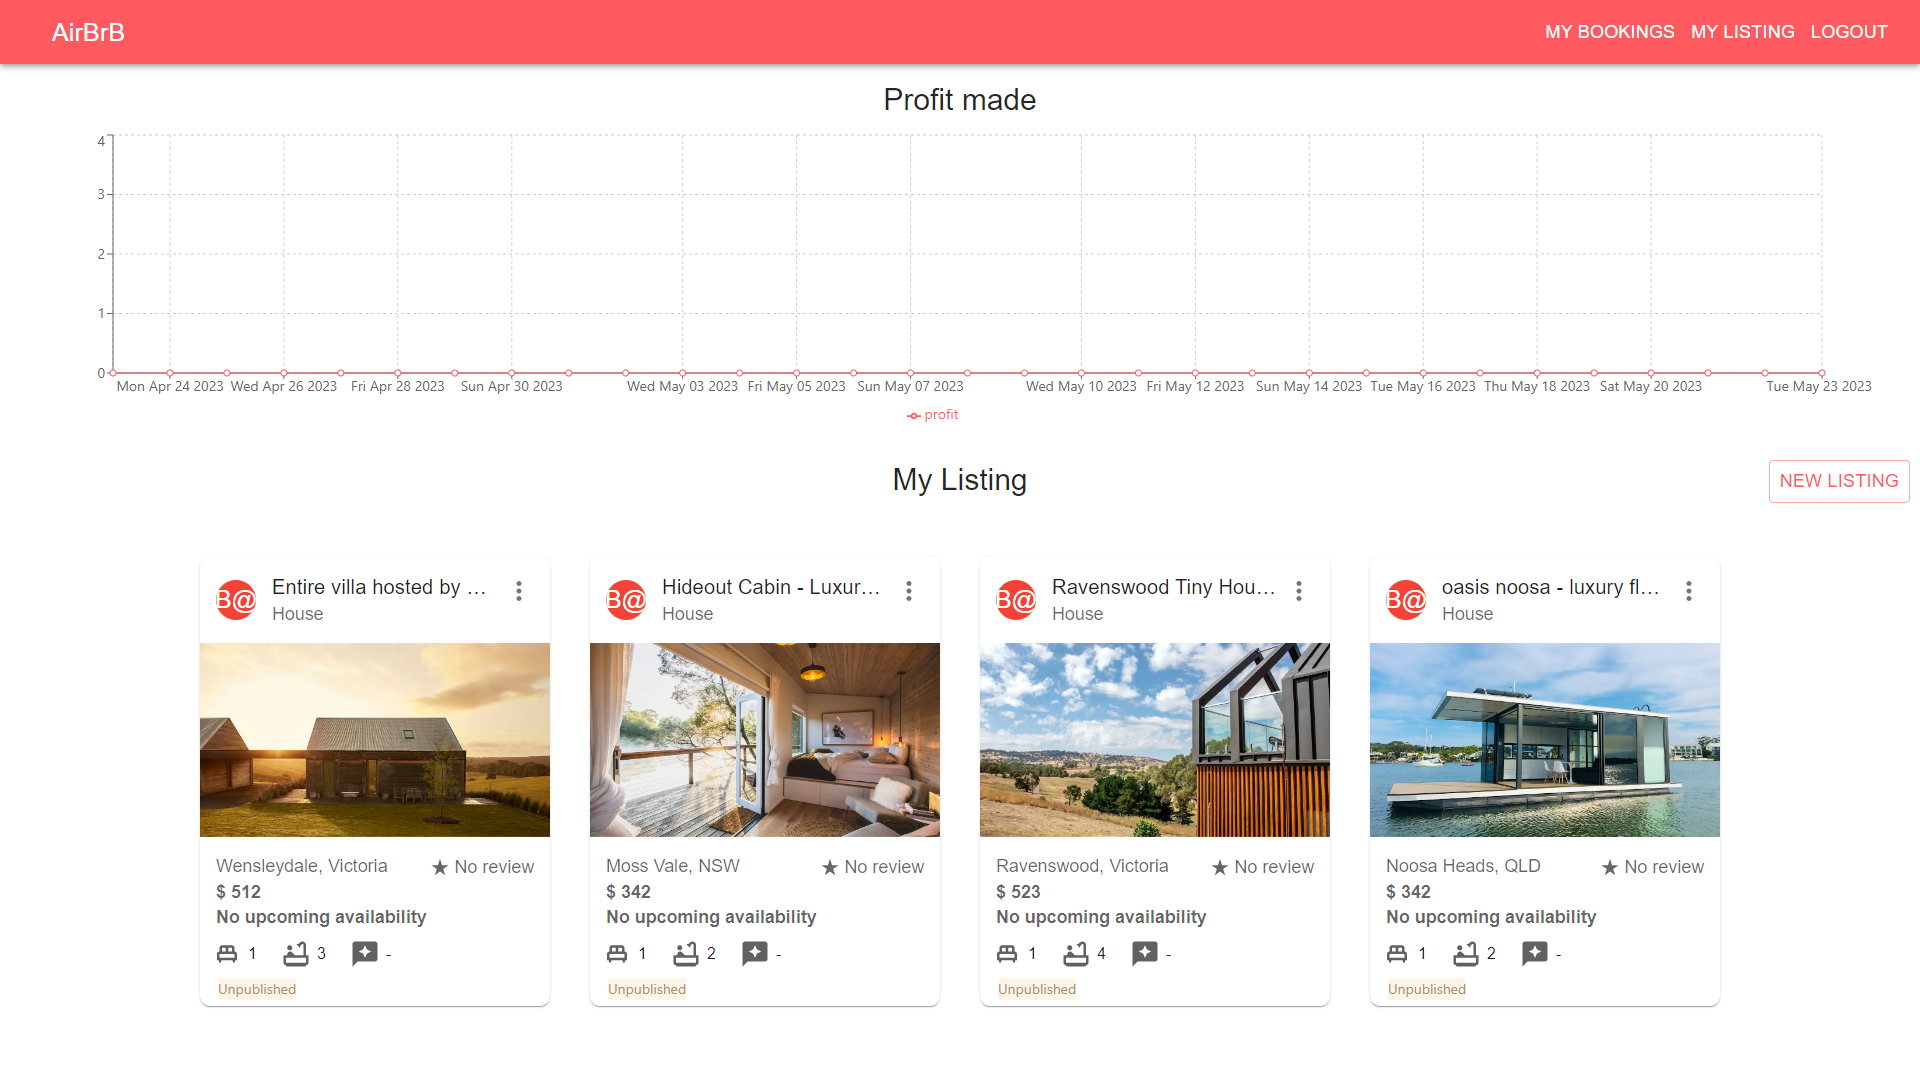 AirBrB
MY BOOKINGS MY LISTING LOGOUT
Profit made
4
3
2
1
0
Mon Apr 24 2023 Wed Apr 26 2023 Fri Apr 28 2023 Sun Apr 30 2023 Wed May 03 2023 Fri May 05 2023 Sun May 07 2023 Wed May 10 2023 Fri May 12 2023 Sun May 14 2023 Tue May 16 2023 Thu May 18 2023 Sat May 20 2023 Tue May 23 2023
profit
My Listing
NEW LISTING
B@
Entire villa hosted by ...
House
Wensleydale, Victoria
No review
$ 512
No upcoming availability
1 3 -
Unpublished
B@
Hideout Cabin - Luxur...
House
Moss Vale, NSW
No review
$ 342
No upcoming availability
1 2 -
Unpublished
B@
Ravenswood Tiny Hou...
House
Ravenswood, Victoria
No review
$ 523
No upcoming availability
1 4 -
Unpublished
B@
oasis noosa - luxury fl...
House
Noosa Heads, QLD
No review
$ 342
No upcoming availability
1 2 -
Unpublished